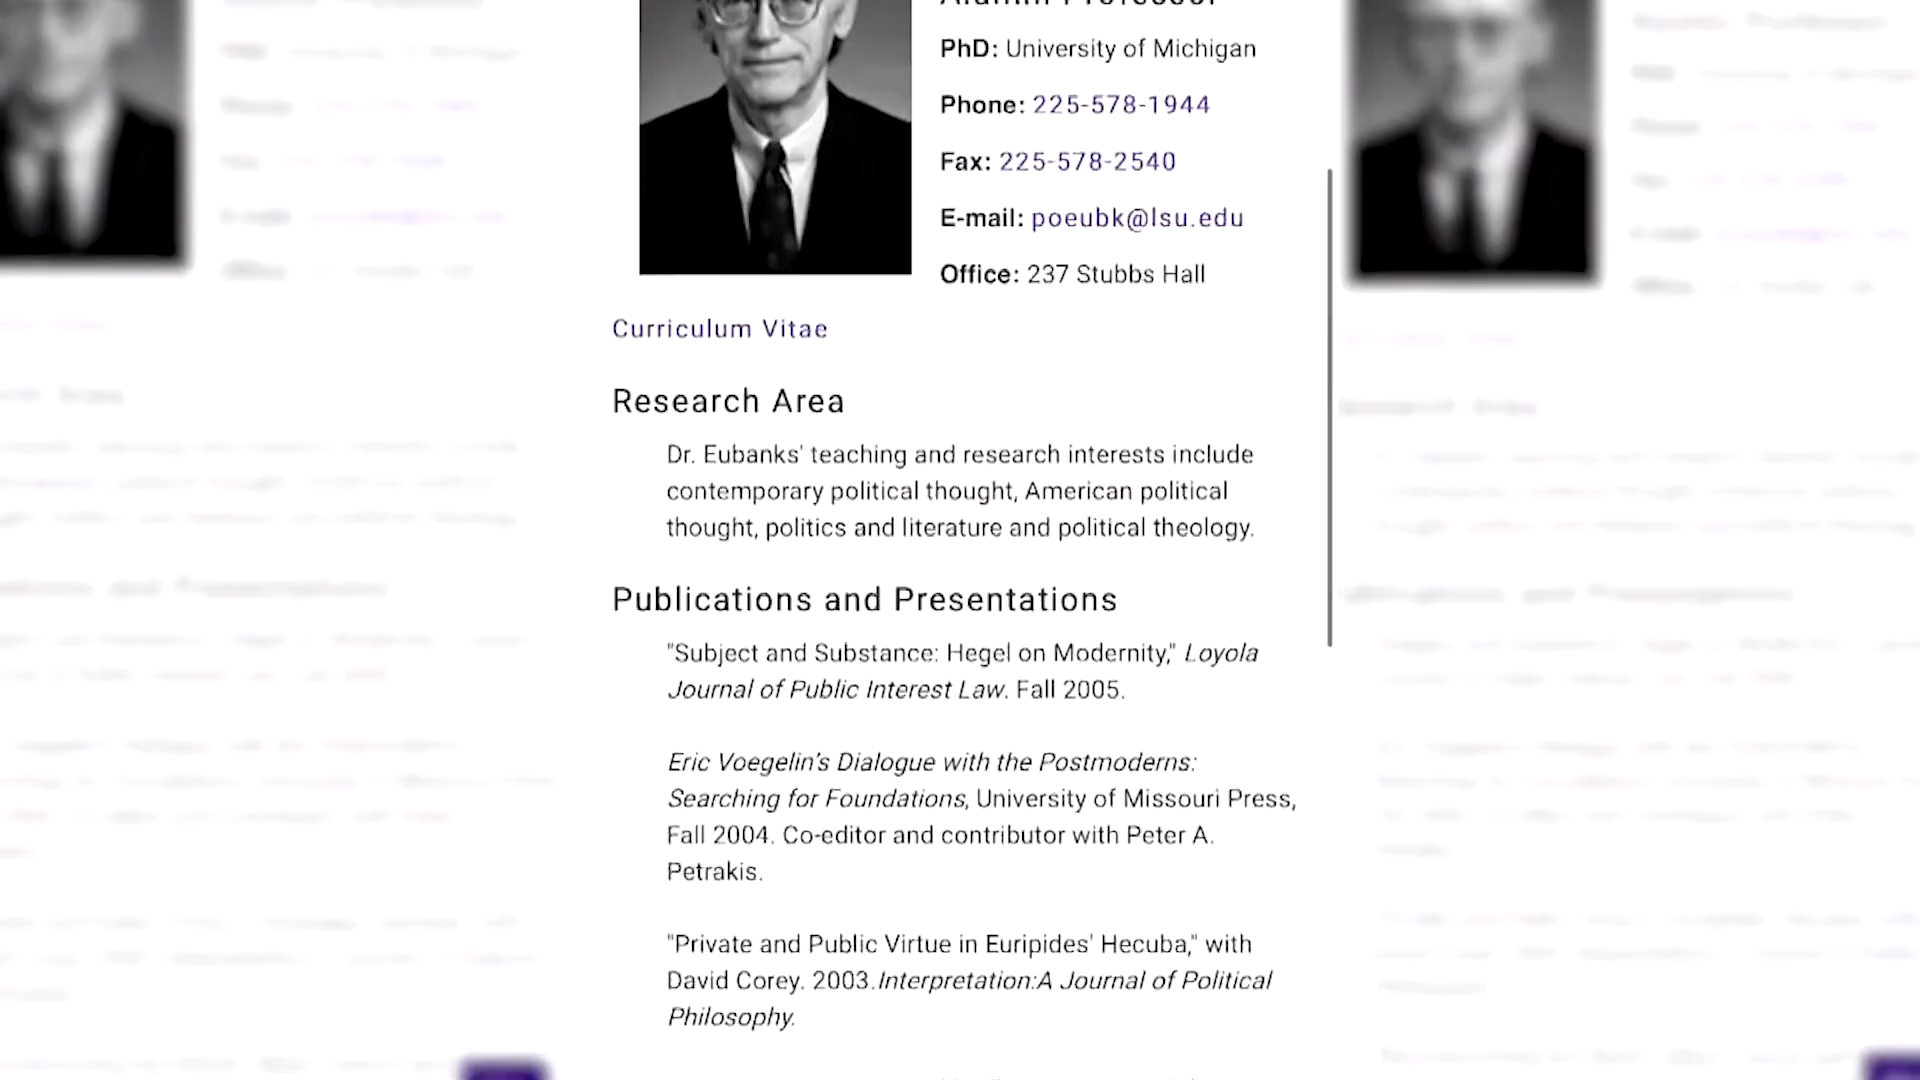 Alumni Professor
PhD: University of Michigan
Phone: 225-578-1944
Fax: 225-578-2540
E-mail: poeubk@lsu.edu
Office: 237 Stubbs Hall
Curriculum Vitae
Research Area
Dr. Eubanks' teaching and research interests include
contemporary political thought, American political
thought, politics and literature and political theology.
Publications and Presentations
"Subject and Substance: Hegel on Modernity," Loyola
Journal of Public Interest Law. Fall 2005.
Eric Voegelin's Dialogue with the Postmoderns:
Searching for Foundations, University of Missouri Press,
Fall 2004. Co-editor and contributor with Peter A.
Petrakis.
"Private and Public Virtue in Euripides' Hecuba," with
David Corey. 2003.Interpretation:A Journal of Political
Philosophy.